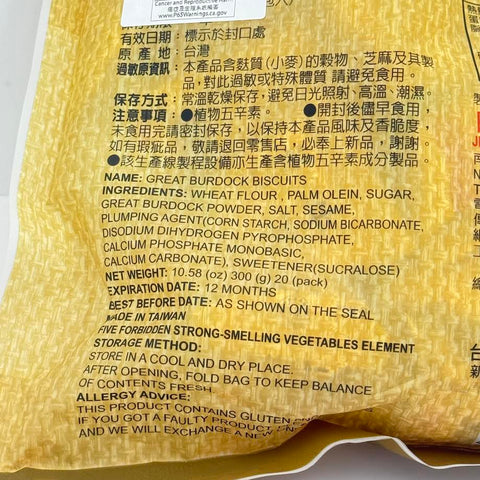 Cancer and Reproductive Harm
www.P65Warnings.ca.gov
有效日期：標示於封口處
原產地：台灣
過敏原資訊：本產品含麩質(小麥)的穀物、芝麻及其製
品，對此過敏或特殊體質 請避免食用。
保存方式：常溫乾燥保存，避免日光照射、高溫、潮濕。
注意事項：●植物五辛素。 ●開封後儘早食用，
未食用完請密封保存，以保持本產品風味及香脆度，
如有瑕疵品，敬請退回零售店，必奉上新品，謝謝。
●該生產線製程設備亦生產含植物五辛素成分製品。
NAME: GREAT BURDOCK BISCUITS
INGREDIENTS: WHEAT FLOUR , PALM OLEIN, SUGAR,
GREAT BURDOCK POWDER, SALT, SESAME,
PLUMPING AGENT(CORN STARCH, SODIUM BICARBONATE,
DISODIUM DIHYDROGEN PYROPHOSPHATE,
CALCIUM PHOSPHATE MONOBASIC,
CALCIUM CARBONATE), SWEETENER(SUCRALOSE)
NET WEIGHT: 10.58 (oz) 300 (g) 20 (pack)
EXPIRATION DATE: 12 MONTHS
BEST BEFORE DATE: AS SHOWN ON THE SEAL
MADE IN TAIWAN
FIVE FORBIDDEN STRONG-SMELLING VEGETABLES ELEMENT
STORAGE METHOD:
STORE IN A COOL AND DRY PLACE.
AFTER OPENING, FOLD BAG TO KEEP BALANCE
OF CONTENTS FRESH.
ALLERGY ADVICE:
THIS PRODUCT CONTAINS GLUTEN
IF YOU GOT A FAULTY PRODUCT
AND WE WILL EXCHANGE A NEW